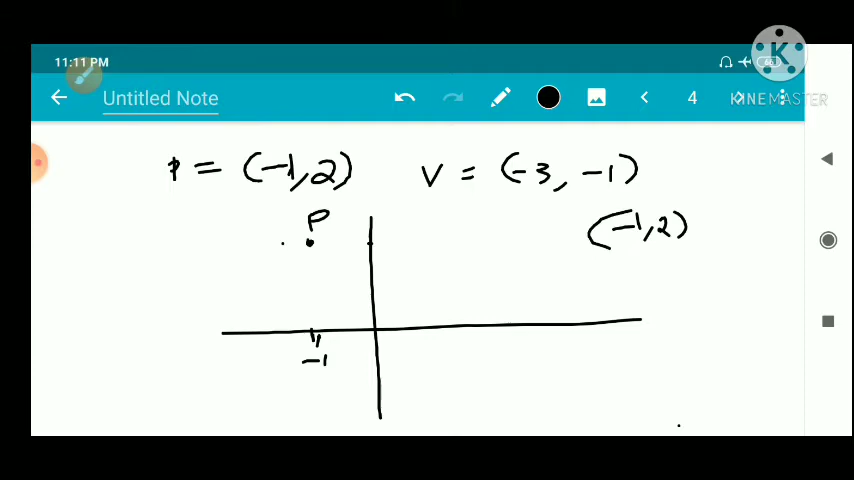 11:11 PM
Untitled Note
4
K
KINEMASTER
P = (-1,2) V = (-3, -1)
P
(-1,2)
-1